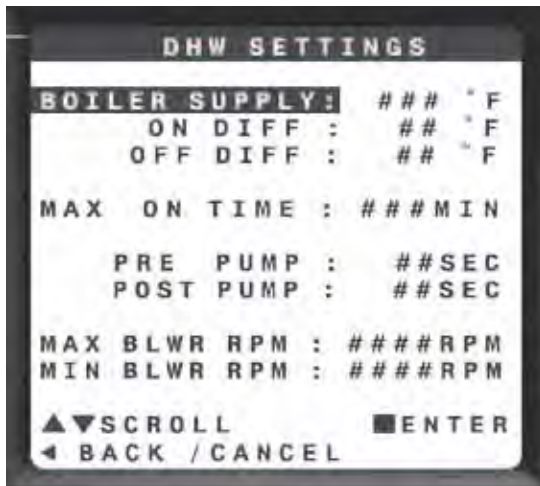 DHW SETTINGS
BOILER SUPPLY: ### °F
ON DIFF : ## °F
OFF DIFF : ## °F
MAX ON TIME : ###MIN
PRE PUMP : ##SEC
POST PUMP : ##SEC
MAX BLWR RPM : ####RPM
MIN BLWR RPM : ####RPM
▲▼SCROLL ■ENTER
◀ BACK /CANCEL